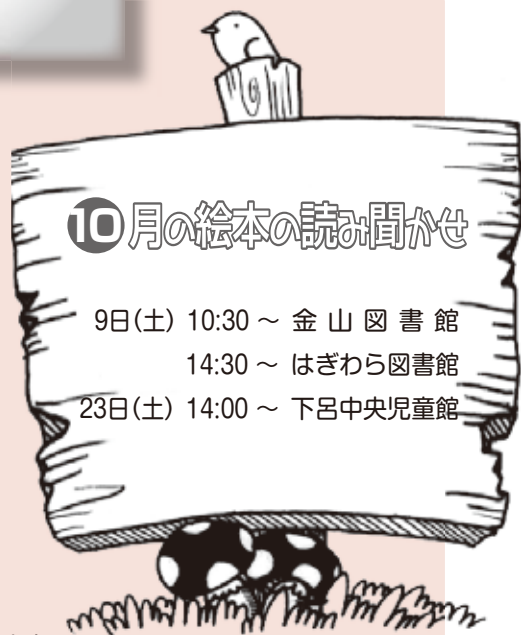 10月の絵本の読み聞かせ
9日(土) 10:30 ~ 金山図書館
14:30 ~ はぎわら図書館
23日(土) 14:00 ~ 下呂中央児童館